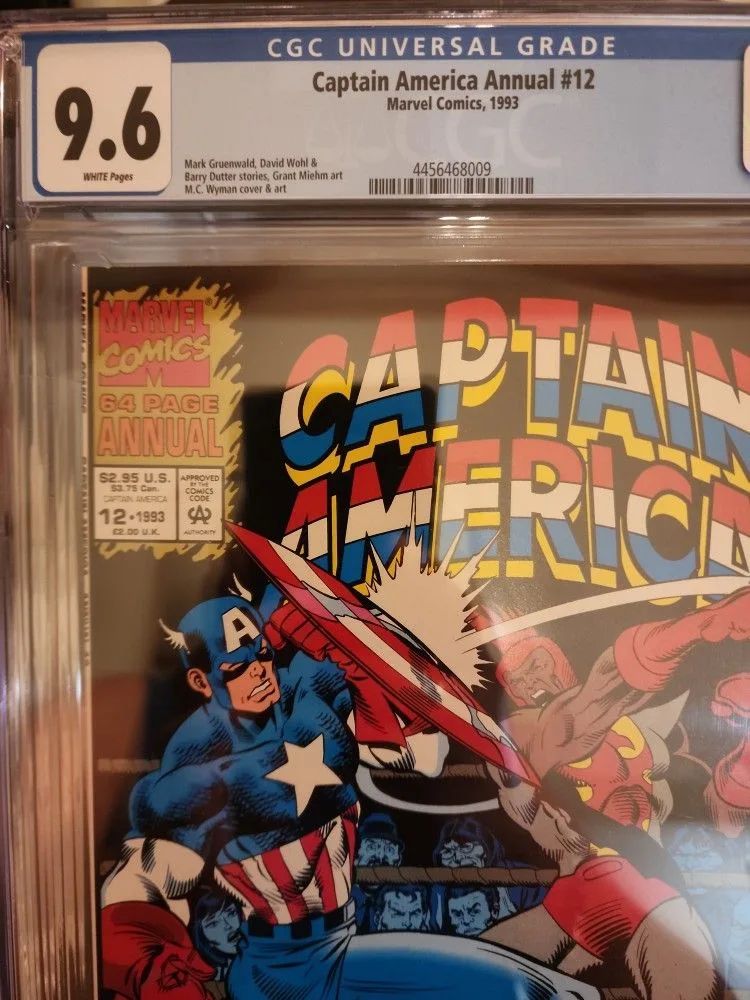 CGC UNIVERSAL GRADE
9.6
WHITE Pages
Captain America Annual #12
Marvel Comics, 1993
Mark Gruenwald, David Wohl &
Barry Dutter stories, Grant Miehm art
M.C. Wyman cover & art
CGC
4456468009
MARVEL®
COMICS
64 PAGE
ANNUAL
$2.95 U.S.
$3.75 Can.
CAPTAIN AMERICA
12•1993
£2.00 U.K.
APPROVED
BY THE
COMICS
CODE
CA
AUTHORITY
CAPTAIN
AMERICA
A